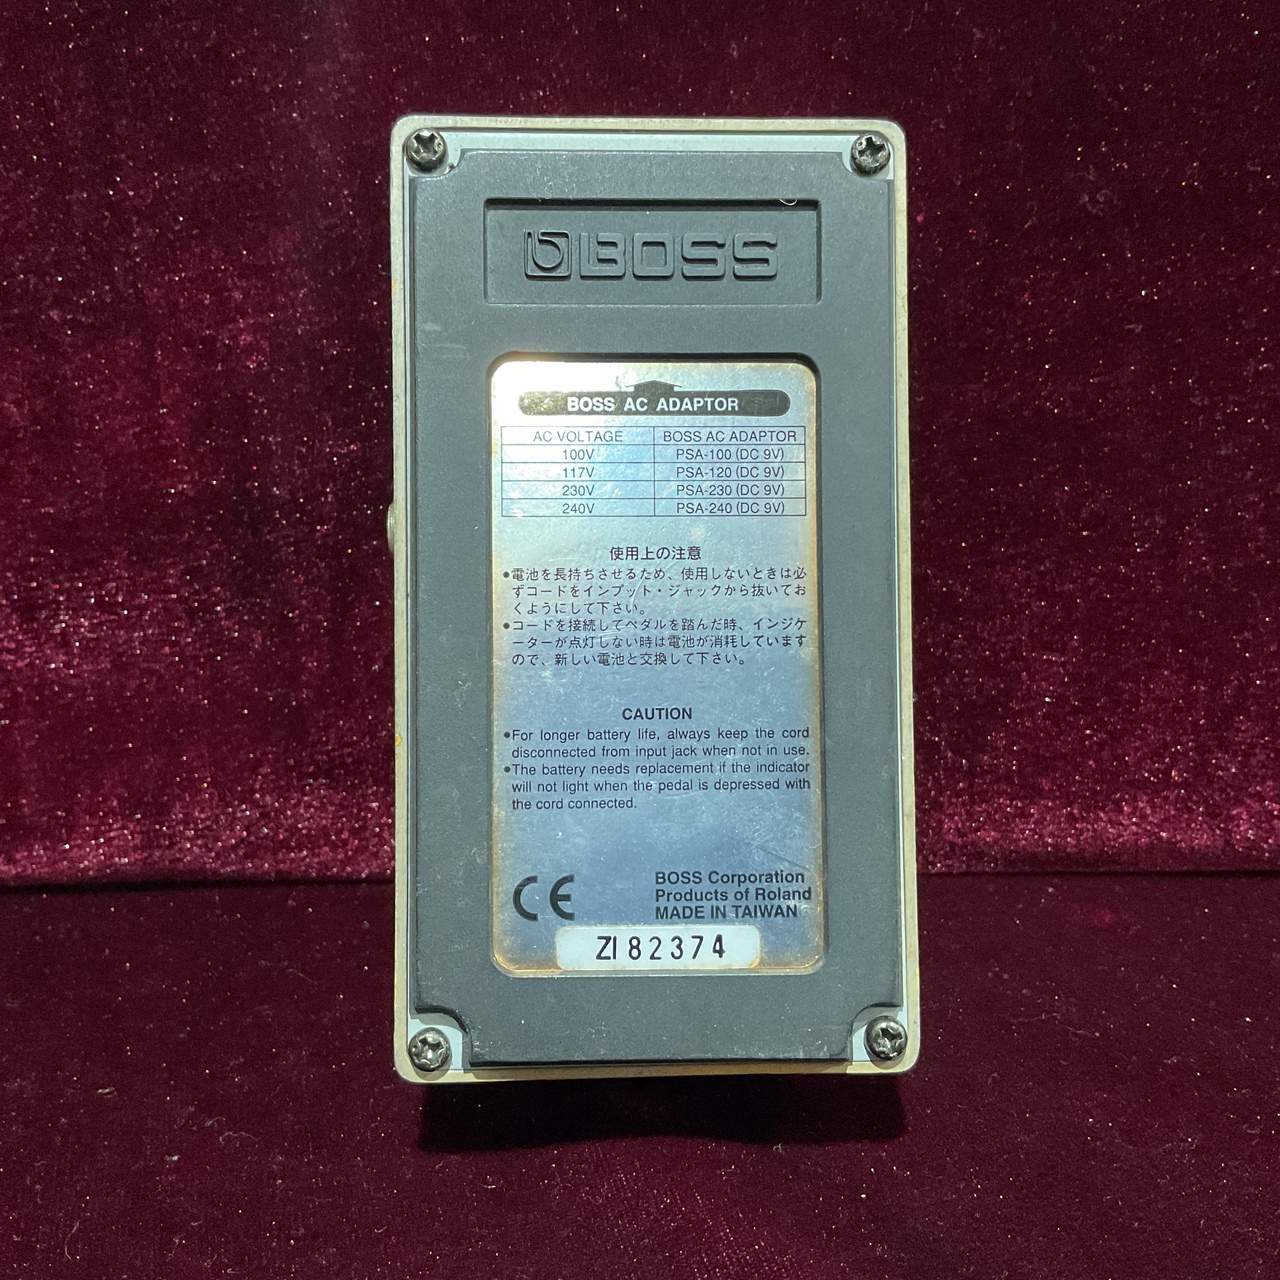 BOSS
BOSS AC ADAPTOR
AC VOLTAGE BOSS AC ADAPTOR
100V PSA-100 (DC 9V)
117V PSA-120 (DC 9V)
230V PSA-230 (DC 9V)
240V PSA-240 (DC 9V)
使用上の注意
●電池を長持ちさせるため、使用しないときは必
ずコードをインプット・ジャックから抜いてお
くようにして下さい。
●コードを接続してペダルを踏んだ時、インジケ
ーターが点灯しない時は電池が消耗しています
ので、新しい電池と交換して下さい。
CAUTION
●For longer battery life, always keep the cord
disconnected from input jack when not in use.
●The battery needs replacement if the indicator
will not light when the pedal is depressed with
the cord connected.
CE
BOSS Corporation
Products of Roland
MADE IN TAIWAN
ZI82374